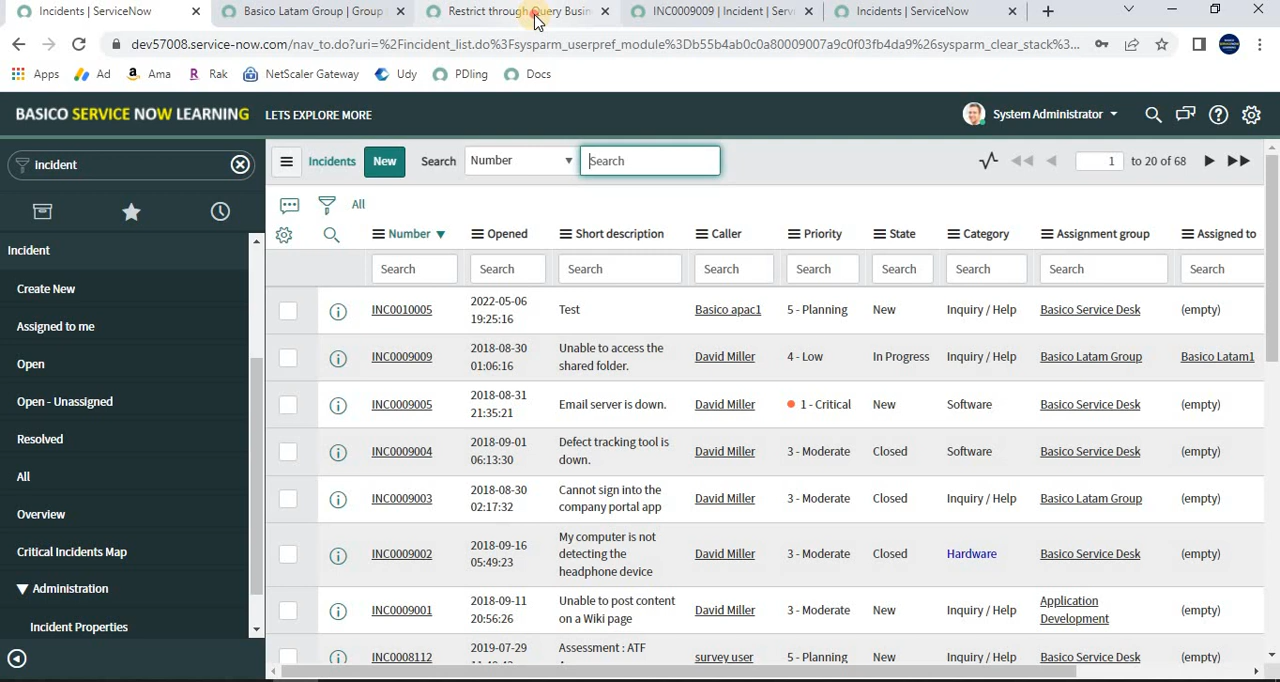 Incidents | ServiceNow
Basico Latam Group | Group
Restrict through Query Busin
INC0009009 | Incident | Serv
Incidents | ServiceNow
dev57008.service-now.com/nav_to.do?uri=%2Fincident_list.do%3Fsysparm_userpref_module%3Db55b4ab0c0a80009007a9c0f03fb4da9%26sysparm_clear_stack%...
Apps
Ad
Ama
R Rak
NetScaler Gateway
Udy
PDIing
Docs
BASICO SERVICE NOW LEARNING LETS EXPLORE MORE
System Administrator
Incident
Incidents
New
Search
Number
Search
1 to 20 of 68
All
Number
Opened
Short description
Caller
Priority
State
Category
Assignment group
Assigned to
Search
Search
Search
Search
Search
Search
Search
Search
Search
Incident
Create New
Assigned to me
Open
Open - Unassigned
Resolved
All
Overview
Critical Incidents Map
Administration
Incident Properties
INC0010005
2022-05-06
19:25:16
Test
Basico apac1
5 - Planning
New
Inquiry / Help
Basico Service Desk
(empty)
INC0009009
2018-08-30
01:06:16
Unable to access the
shared folder.
David Miller
4 - Low
In Progress
Inquiry / Help
Basico Latam Group
Basico Latam1
INC0009005
2018-08-31
21:35:21
Email server is down.
David Miller
1 - Critical
New
Software
Basico Service Desk
(empty)
INC0009004
2018-09-01
06:13:30
Defect tracking tool is
down.
David Miller
3 - Moderate
Closed
Software
Basico Service Desk
(empty)
INC0009003
2018-08-30
02:17:32
Cannot sign into the
company portal app
David Miller
3 - Moderate
Closed
Inquiry / Help
Basico Latam Group
(empty)
INC0009002
2018-09-16
05:49:23
My computer is not
detecting the
headphone device
David Miller
3 - Moderate
Closed
Hardware
Basico Service Desk
(empty)
INC0009001
2018-09-11
20:56:26
Unable to post content
on a Wiki page
David Miller
3 - Moderate
New
Inquiry / Help
Application
Development
(empty)
INC0008112
2019-07-29
Assessment : ATF
survey user
5 - Planning
New
Inquiry / Help
Basico Service Desk
(empty)